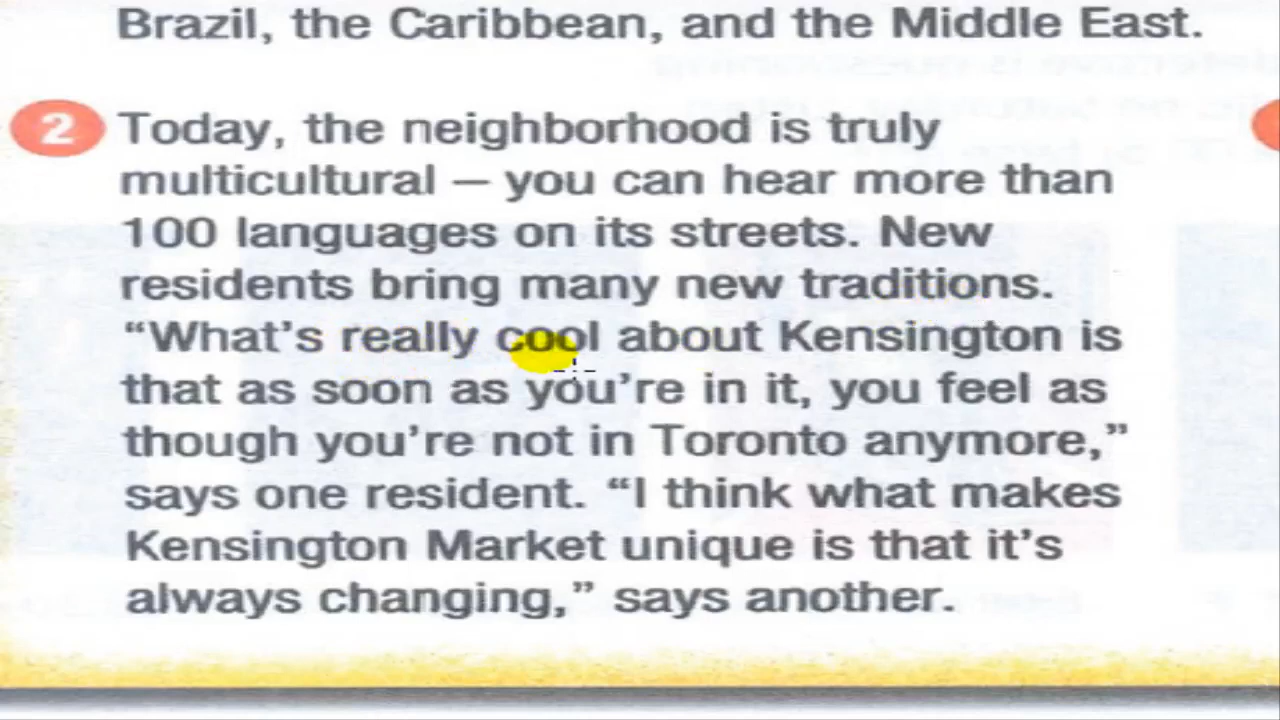 Brazil, the Caribbean, and the Middle East.
2 Today, the neighborhood is truly
multicultural – you can hear more than
100 languages on its streets. New
residents bring many new traditions.
“What’s really cool about Kensington is
that as soon as you’re in it, you feel as
though you’re not in Toronto anymore,”
says one resident. “I think what makes
Kensington Market unique is that it’s
always changing,” says another.